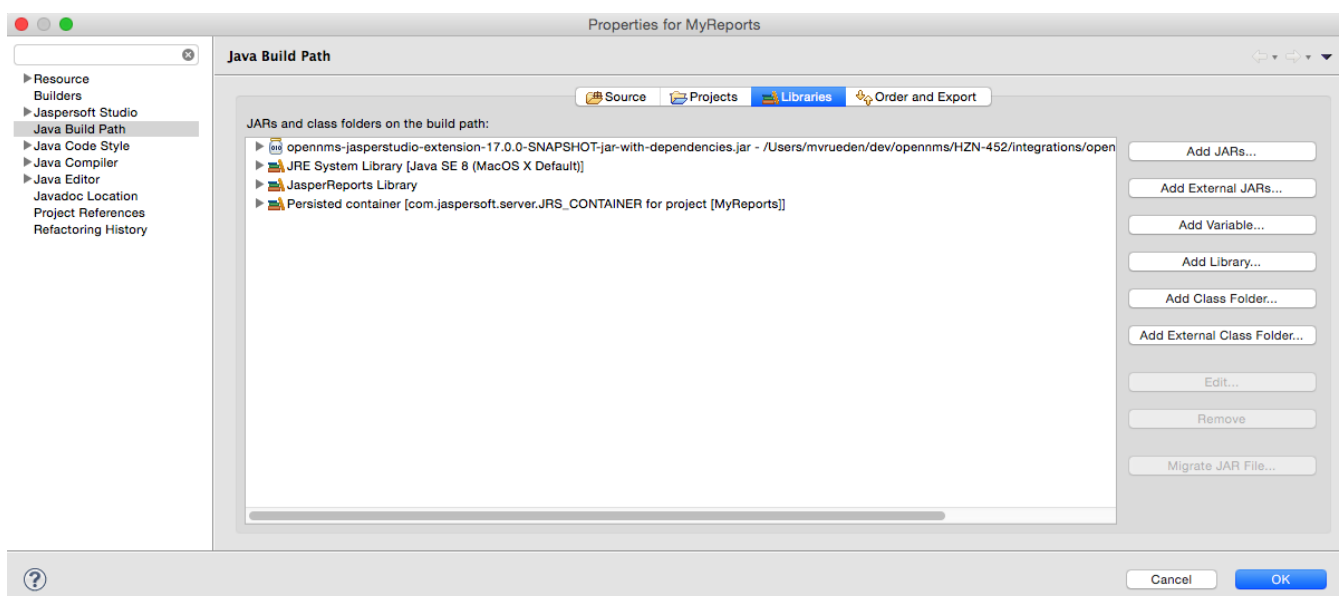 Properties for MyReports
Java Build Path
Resource
Builders
Jaspersoft Studio
Java Build Path
Java Code Style
Java Compiler
Java Editor
Javadoc Location
Project References
Refactoring History
Source Projects Libraries Order and Export
JARs and class folders on the build path:
opennms-jasperstudio-extension-17.0.0-SNAPSHOT-jar-with-dependencies.jar - /Users/mvrueden/dev/opennms/HZN-452/integrations/open
JRE System Library [Java SE 8 (MacOS X Default)]
JasperReports Library
Persisted container [com.jaspersoft.server.JRS_CONTAINER for project [MyReports]]
Add JARs...
Add External JARs...
Add Variable...
Add Library...
Add Class Folder...
Add External Class Folder...
Edit...
Remove
Migrate JAR File...
?
Cancel OK